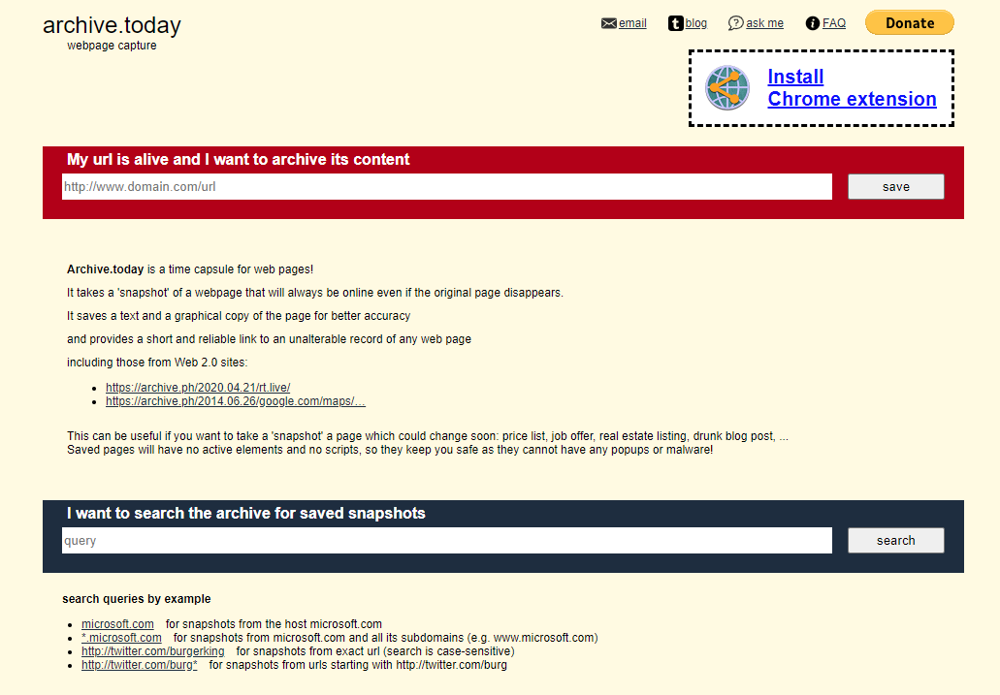 archive.today
webpage capture
email
blog
ask me
FAQ
Donate
Install
Chrome extension
My url is alive and I want to archive its content
http://www.domain.com/url
save
Archive.today is a time capsule for web pages!
It takes a 'snapshot' of a webpage that will always be online even if the original page disappears.
It saves a text and a graphical copy of the page for better accuracy
and provides a short and reliable link to an unalterable record of any web page
including those from Web 2.0 sites:
https://archive.ph/2020.04.21/rt.live/
https://archive.ph/2014.06.26/google.com/maps/...
This can be useful if you want to take a 'snapshot' a page which could change soon: price list, job offer, real estate listing, drunk blog post, ...
Saved pages will have no active elements and no scripts, so they keep you safe as they cannot have any popups or malware!
I want to search the archive for saved snapshots
query
search
search queries by example
microsoft.com for snapshots from the host microsoft.com
*.microsoft.com for snapshots from microsoft.com and all its subdomains (e.g. www.microsoft.com)
http://twitter.com/burgerking for snapshots from exact url (search is case-sensitive)
http://twitter.com/burg* for snapshots from urls starting with http://twitter.com/burg